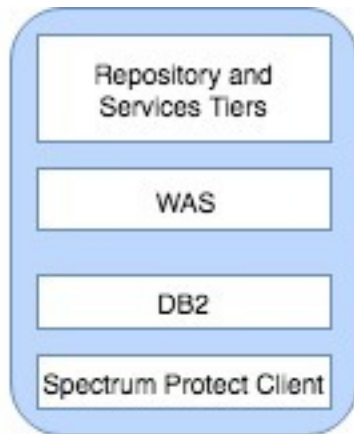 Repository and
Services Tiers
WAS
DB2
Spectrum Protect Client